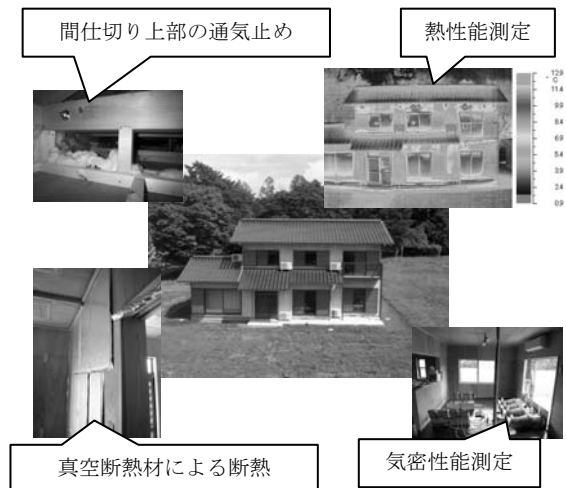 間仕切り上部の通気止め
熱性能測定
℃
真空断熱材による断熱
気密性能測定